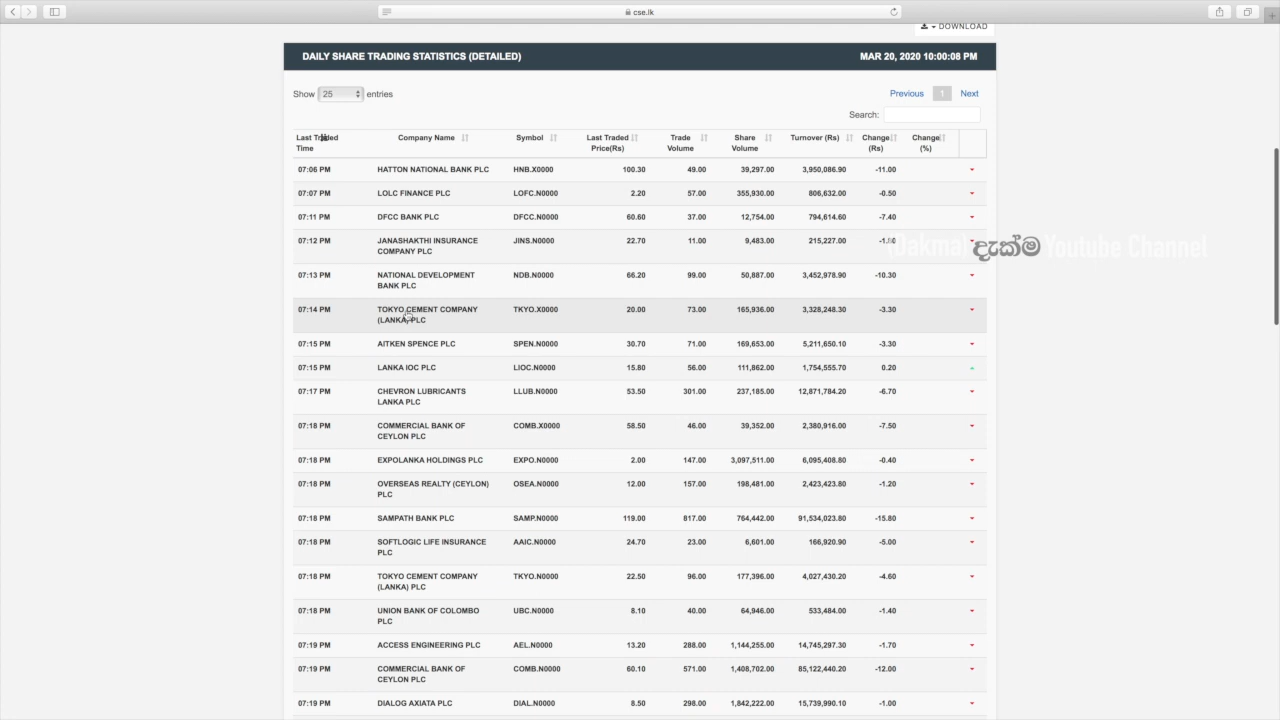 cse.lk
DOWNLOAD
DAILY SHARE TRADING STATISTICS (DETAILED) MAR 20, 2020 10:00:08 PM
Show 25 entries Previous 1 Next
Search:
Last Traded Time Company Name Symbol Last Traded Price(Rs) Trade Volume Share Volume Turnover (Rs) Change (Rs) Change (%)
07:06 PM HATTON NATIONAL BANK PLC HNB.X0000 100.30 49.00 39,297.00 3,950,086.90 -11.00
07:07 PM LOLC FINANCE PLC LOFC.N0000 2.20 57.00 355,930.00 806,632.00 -0.50
07:11 PM DFCC BANK PLC DFCC.N0000 60.60 37.00 12,754.00 794,614.60 -7.40
07:12 PM JANASHAKTHI INSURANCE COMPANY PLC JINS.N0000 22.70 11.00 9,483.00 215,227.00 -1.80
(Dakma) දැක්ම Youtube Channel
07:13 PM NATIONAL DEVELOPMENT BANK PLC NDB.N0000 66.20 99.00 50,887.00 3,452,978.90 -10.30
07:14 PM TOKYO CEMENT COMPANY (LANKA) PLC TKYO.X0000 20.00 73.00 165,936.00 3,328,248.30 -3.30
07:15 PM AITKEN SPENCE PLC SPEN.N0000 30.70 71.00 169,653.00 5,211,650.10 -3.30
07:15 PM LANKA IOC PLC LIOC.N0000 15.80 56.00 111,862.00 1,754,555.70 0.20
07:17 PM CHEVRON LUBRICANTS LANKA PLC LLUB.N0000 53.50 301.00 237,185.00 12,871,784.20 -6.70
07:18 PM COMMERCIAL BANK OF CEYLON PLC COMB.X0000 58.50 46.00 39,352.00 2,380,916.00 -7.50
07:18 PM EXPOLANKA HOLDINGS PLC EXPO.N0000 2.00 147.00 3,097,511.00 6,095,408.80 -0.40
07:18 PM OVERSEAS REALTY (CEYLON) PLC OSEA.N0000 12.00 157.00 198,481.00 2,423,423.80 -1.20
07:18 PM SAMPATH BANK PLC SAMP.N0000 119.00 817.00 764,442.00 91,534,023.80 -15.80
07:18 PM SOFTLOGIC LIFE INSURANCE PLC AAIC.N0000 24.70 23.00 6,601.00 166,920.90 -5.00
07:18 PM TOKYO CEMENT COMPANY (LANKA) PLC TKYO.N0000 22.50 96.00 177,396.00 4,027,430.20 -4.60
07:18 PM UNION BANK OF COLOMBO PLC UBC.N0000 8.10 40.00 64,946.00 533,484.00 -1.40
07:19 PM ACCESS ENGINEERING PLC AEL.N0000 13.20 288.00 1,144,255.00 14,745,297.30 -1.70
07:19 PM COMMERCIAL BANK OF CEYLON PLC COMB.N0000 60.10 571.00 1,408,702.00 85,122,440.20 -12.00
07:19 PM DIALOG AXIATA PLC DIAL.N0000 8.50 298.00 1,842,222.00 15,739,990.10 -1.00